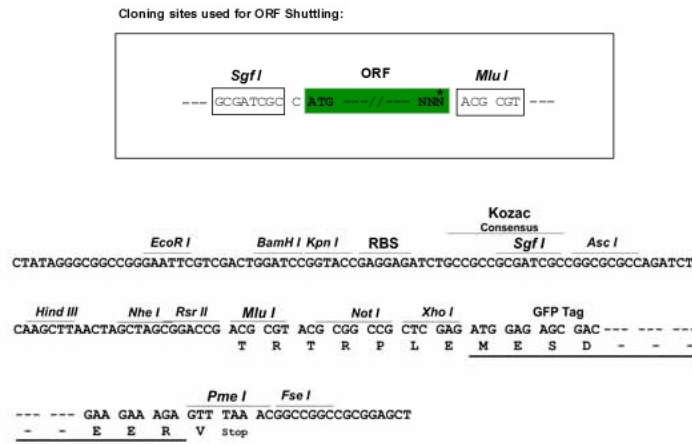 Cloning sites used for ORF Shuttling:
Sgf I ORF Mlu I
--- GCGATCGC C ATG ---//--- NNN* ACG CGT ---
Kozac
Consensus
EcoR I BamH I Kpn I RBS Sgf I Asc I
CTATAGGGCGGCCGGGAATTCGTCGACTGGATCCGGTACCGAGGAGATCTGCCGCCGCGATCGCCGGCGCGCCAGATCT
Hind III Nhe I Rsr II Mlu I Not I Xho I GFP Tag
CAAGCTTAACTAGCTAGCGGACCG ACG CGT ACG CGG CCG CTC GAG ATG GAG AGC GAC--- --- ---
T R T R P L E M E S D - - -
Pme I Fse I
--- --- GAA GAA AGA GTT TAA ACGGCCGGCCGCGGAGCT
- - E E R V Stop